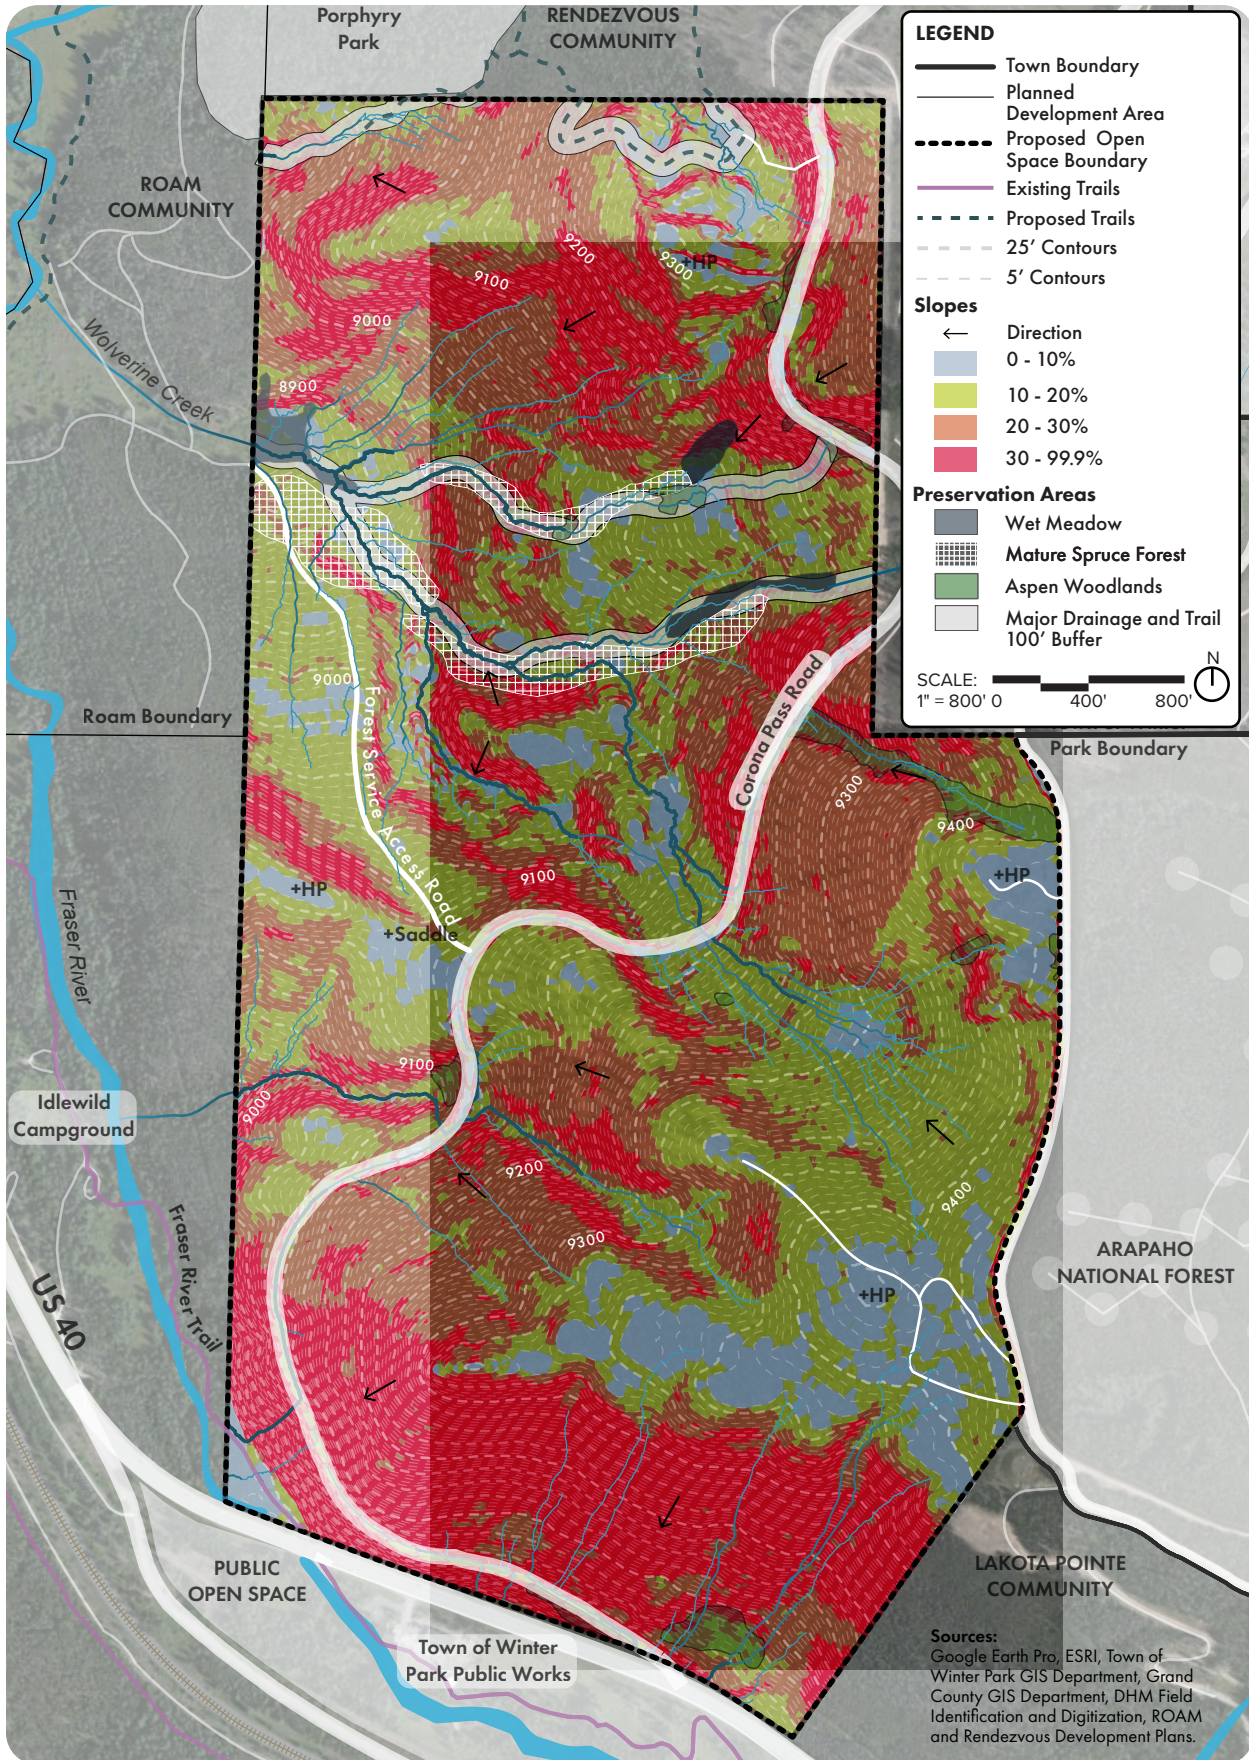 Porphyry
Park
RENDEZVOUS
COMMUNITY
LEGEND
Town Boundary
Planned
Development Area
Proposed Open
Space Boundary
Existing Trails
Proposed Trails
25' Contours
5' Contours
Slopes
Direction
0 - 10%
10 - 20%
20 - 30%
30 - 99.9%
Preservation Areas
Wet Meadow
Mature Spruce Forest
Aspen Woodlands
Major Drainage and Trail
100' Buffer
N
SCALE:
1" = 800' 0 400' 800'
ROAM
COMMUNITY
9200
9300
+HP
9100
9000
Wolverine Creek
8900
9000
Roam Boundary
Forest Service Access Road
Corona Pass Road
Park Boundary
9300
9400
+HP
9100
+HP
+Saddle
Fraser River
9100
9000
Idlewild
Campground
9200
9400
9300
Fraser River Trail
ARAPAHO
NATIONAL FOREST
+HP
US 40
PUBLIC
OPEN SPACE
LAKOTA POINTE
COMMUNITY
Town of Winter
Park Public Works
Sources:
Google Earth Pro, ESRI, Town of
Winter Park GIS Department, Grand
County GIS Department, DHM Field
Identification and Digitization, ROAM
and Rendezvous Development Plans.